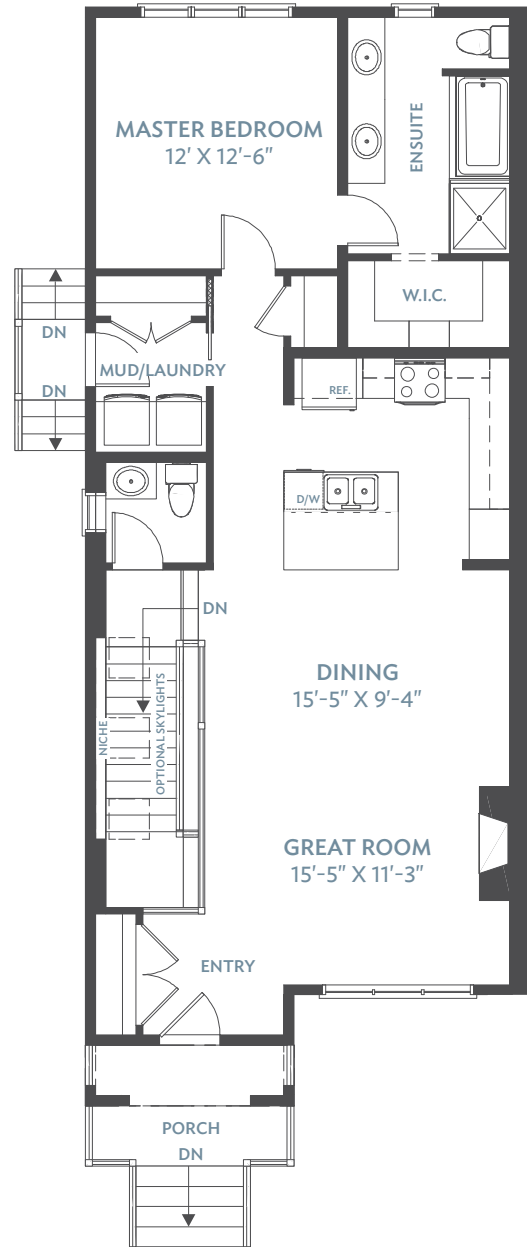 MASTER BEDROOM
12' X 12'-6"
ENSUITE
W.I.C.
DN
DN
MUD/LAUNDRY
REF.
D/W
DN
DINING
15'-5" X 9'-4"
OPTIONAL SKYLIGHTS
NICHE
GREAT ROOM
15'-5" X 11'-3"
ENTRY
PORCH
DN